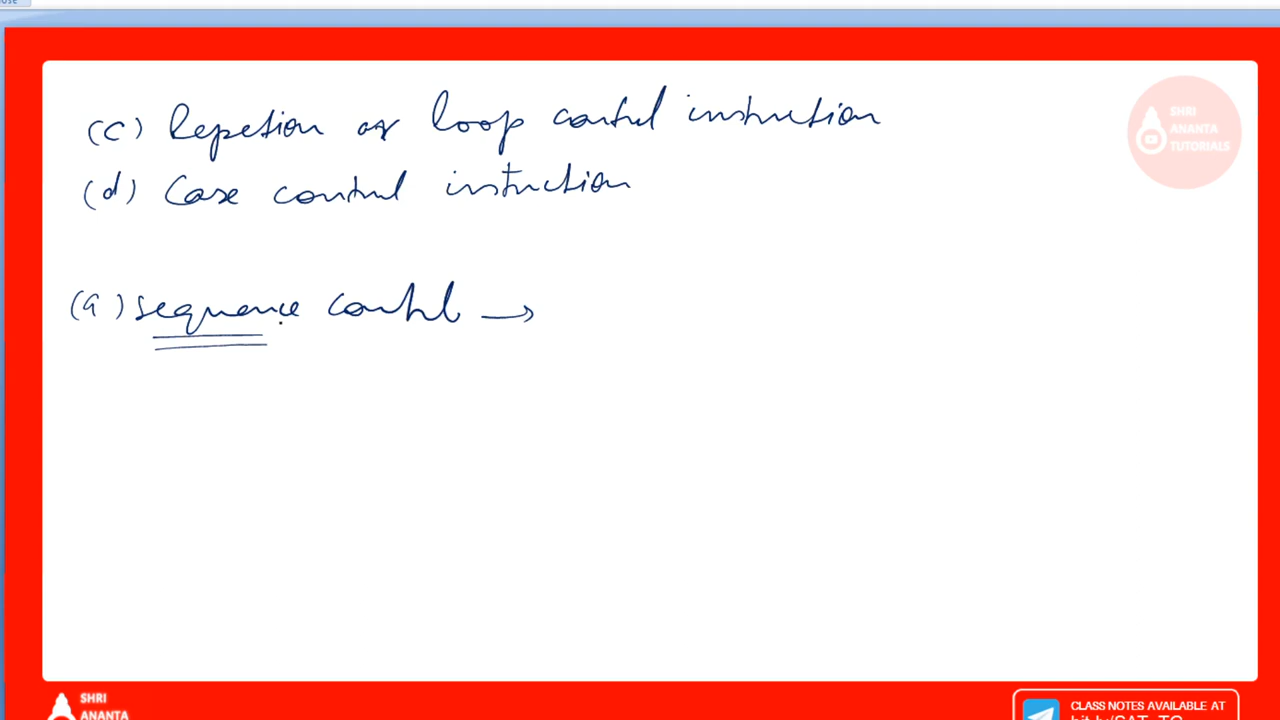 (c) Repetion or loop control instruction
(d) Case control instruction
(a) sequence control →
SHRI
ANANTA
TUTORIALS
SHRI
ANANTA
CLASS NOTES AVAILABLE AT